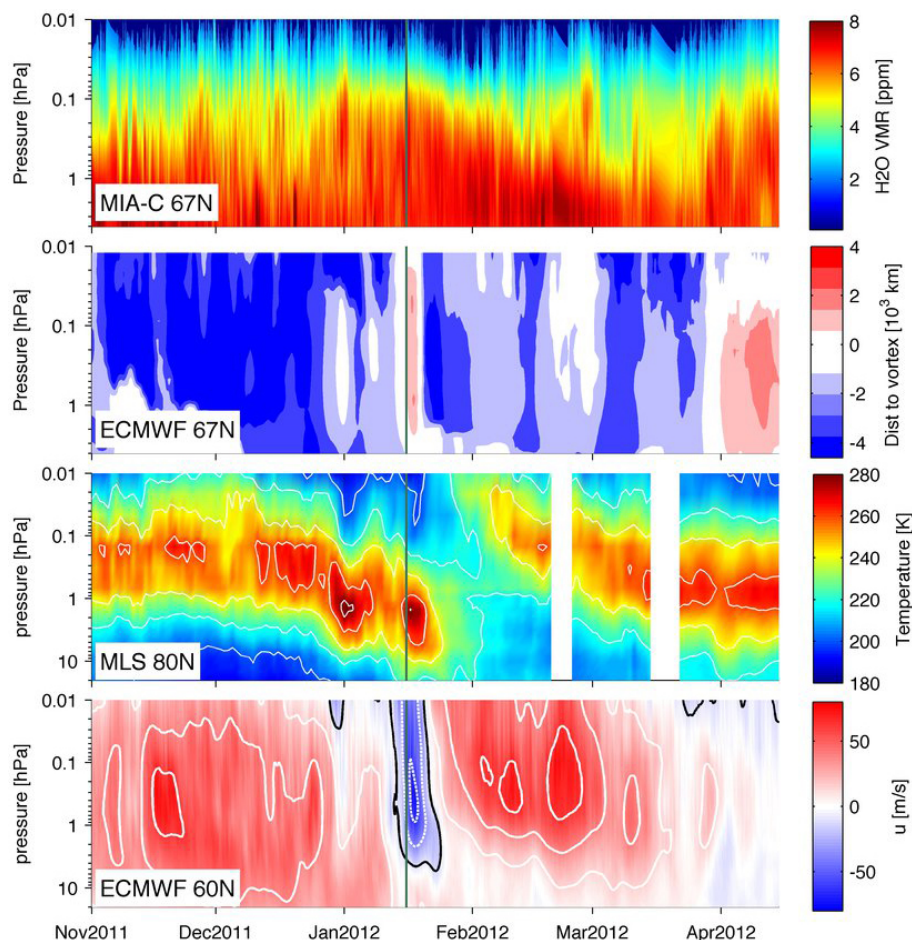 0.01
0.1
1
Pressure [hPa]
MIA-C 67N
8
6
4
2
H2O VMR [ppm]
0.01
0.1
1
Pressure [hPa]
ECMWF 67N
4
2
0
-2
-4
Dist to vortex [10³ km]
0.01
0.1
1
10
pressure [hPa]
MLS 80N
280
260
240
220
200
180
Temperature [K]
0.01
0.1
1
10
pressure [hPa]
ECMWF 60N
50
0
-50
u [m/s]
Nov2011 Dec2011 Jan2012 Feb2012 Mar2012 Apr2012